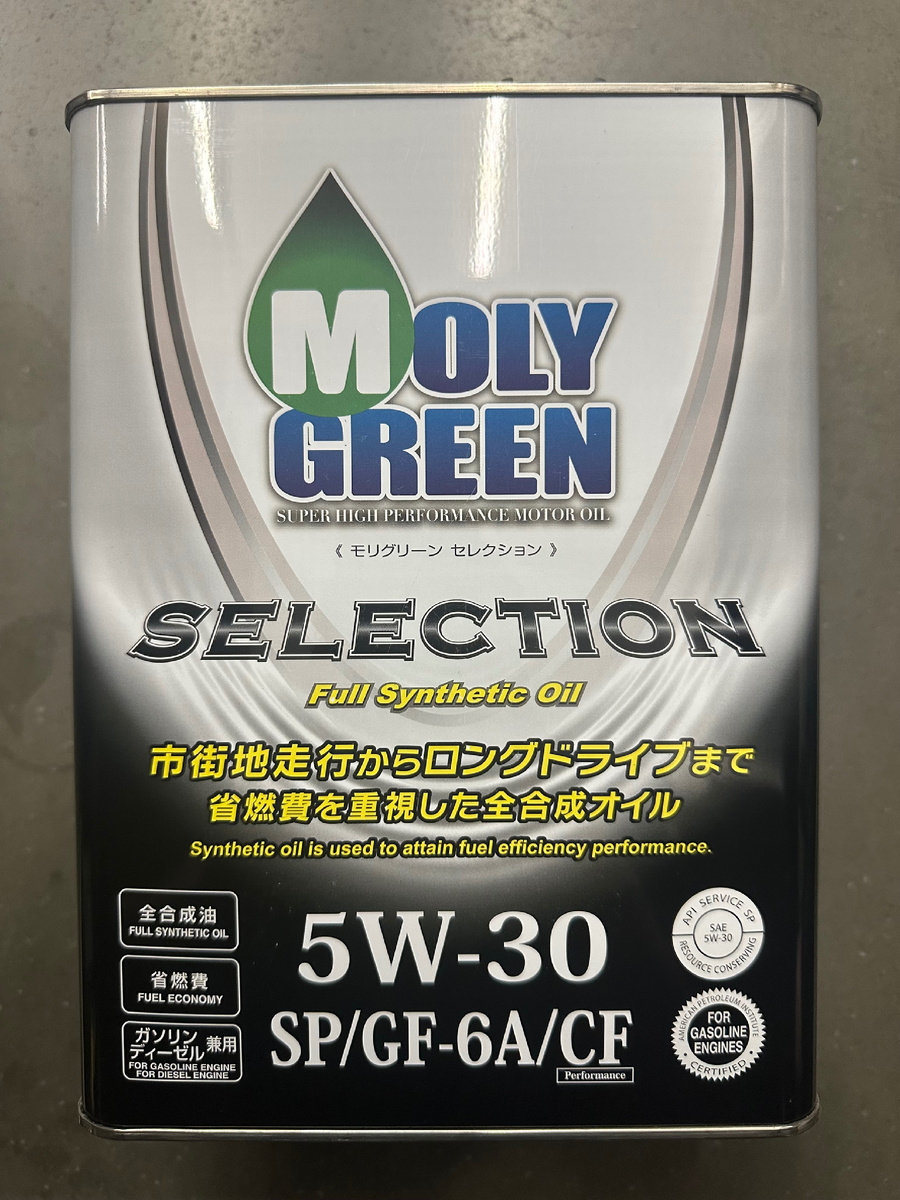 MOLY
GREEN
SUPER HIGH PERFORMANCE MOTOR OIL
《 モリグリーン セレクション 》
SELECTION
Full Synthetic Oil
市街地走行からロングドライブまで
省燃費を重視した全合成オイル
Synthetic oil is used to attain fuel efficiency performance.
全合成油
FULL SYNTHETIC OIL
省燃費
FUEL ECONOMY
ガソリン
ディーゼル 兼用
FOR GASOLINE ENGINE
FOR DIESEL ENGINE
5W-30
SP/GF-6A/CF
Performance
API SERVICE SP
SAE
5W-30
RESOURCE CONSERVING
AMERICAN PETROLEUM INSTITUTE
FOR
GASOLINE
ENGINES
CERTIFIED